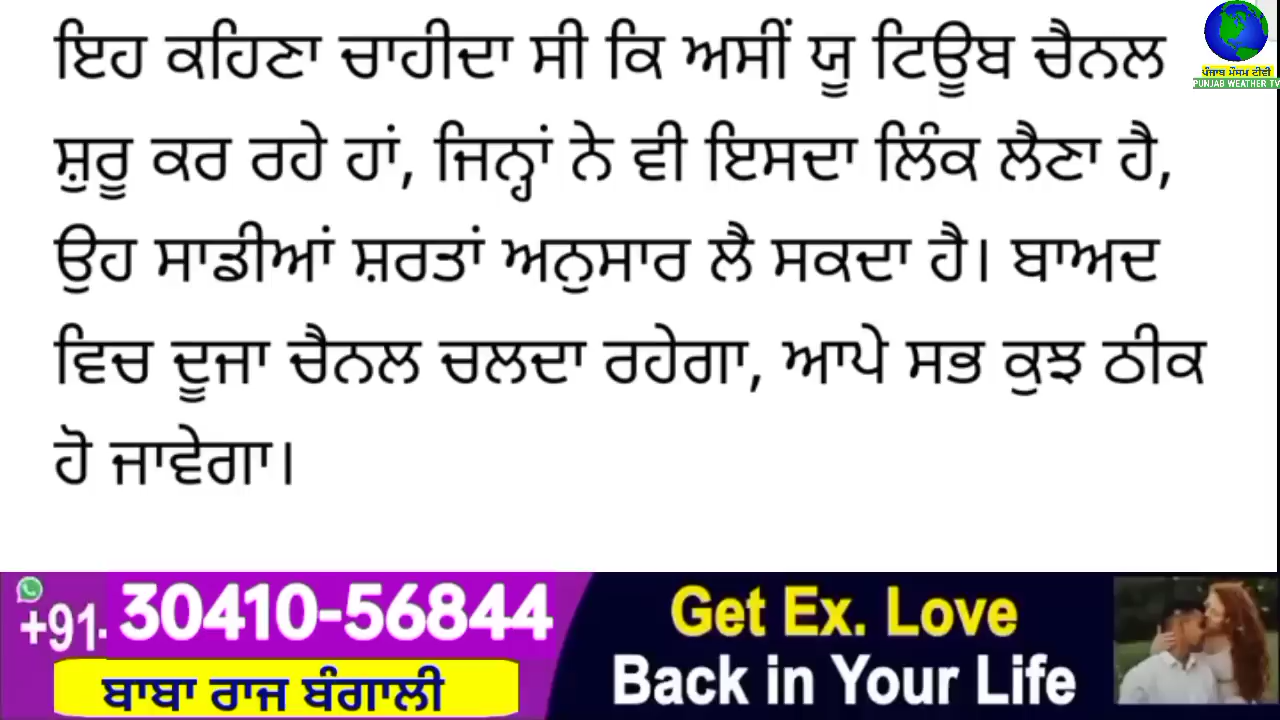 ਇਹ ਕਹਿਣਾ ਚਾਹੀਦਾ ਸੀ ਕਿ ਅਸੀਂ ਯੂ ਟਿਊਬ ਚੈਨਲ
ਸ਼ੁਰੂ ਕਰ ਰਹੇ ਹਾਂ, ਜਿਨ੍ਹਾਂ ਨੇ ਵੀ ਇਸਦਾ ਲਿੰਕ ਲੈਣਾ ਹੈ,
ਉਹ ਸਾਡੀਆਂ ਸ਼ਰਤਾਂ ਅਨੁਸਾਰ ਲੈ ਸਕਦਾ ਹੈ। ਬਾਅਦ
ਵਿਚ ਦੂਜਾ ਚੈਨਲ ਚਲਦਾ ਰਹੇਗਾ, ਆਪੇ ਸਭ ਕੁਝ ਠੀਕ
ਹੋ ਜਾਵੇਗਾ।
ਪੰਜਾਬ ਮੌਸਮ ਟੀਵੀ
PUNJAB WEATHER TV
+91- 30410-56844
ਬਾਬਾ ਰਾਜ ਬੰਗਾਲੀ
Get Ex. Love
Back in Your Life